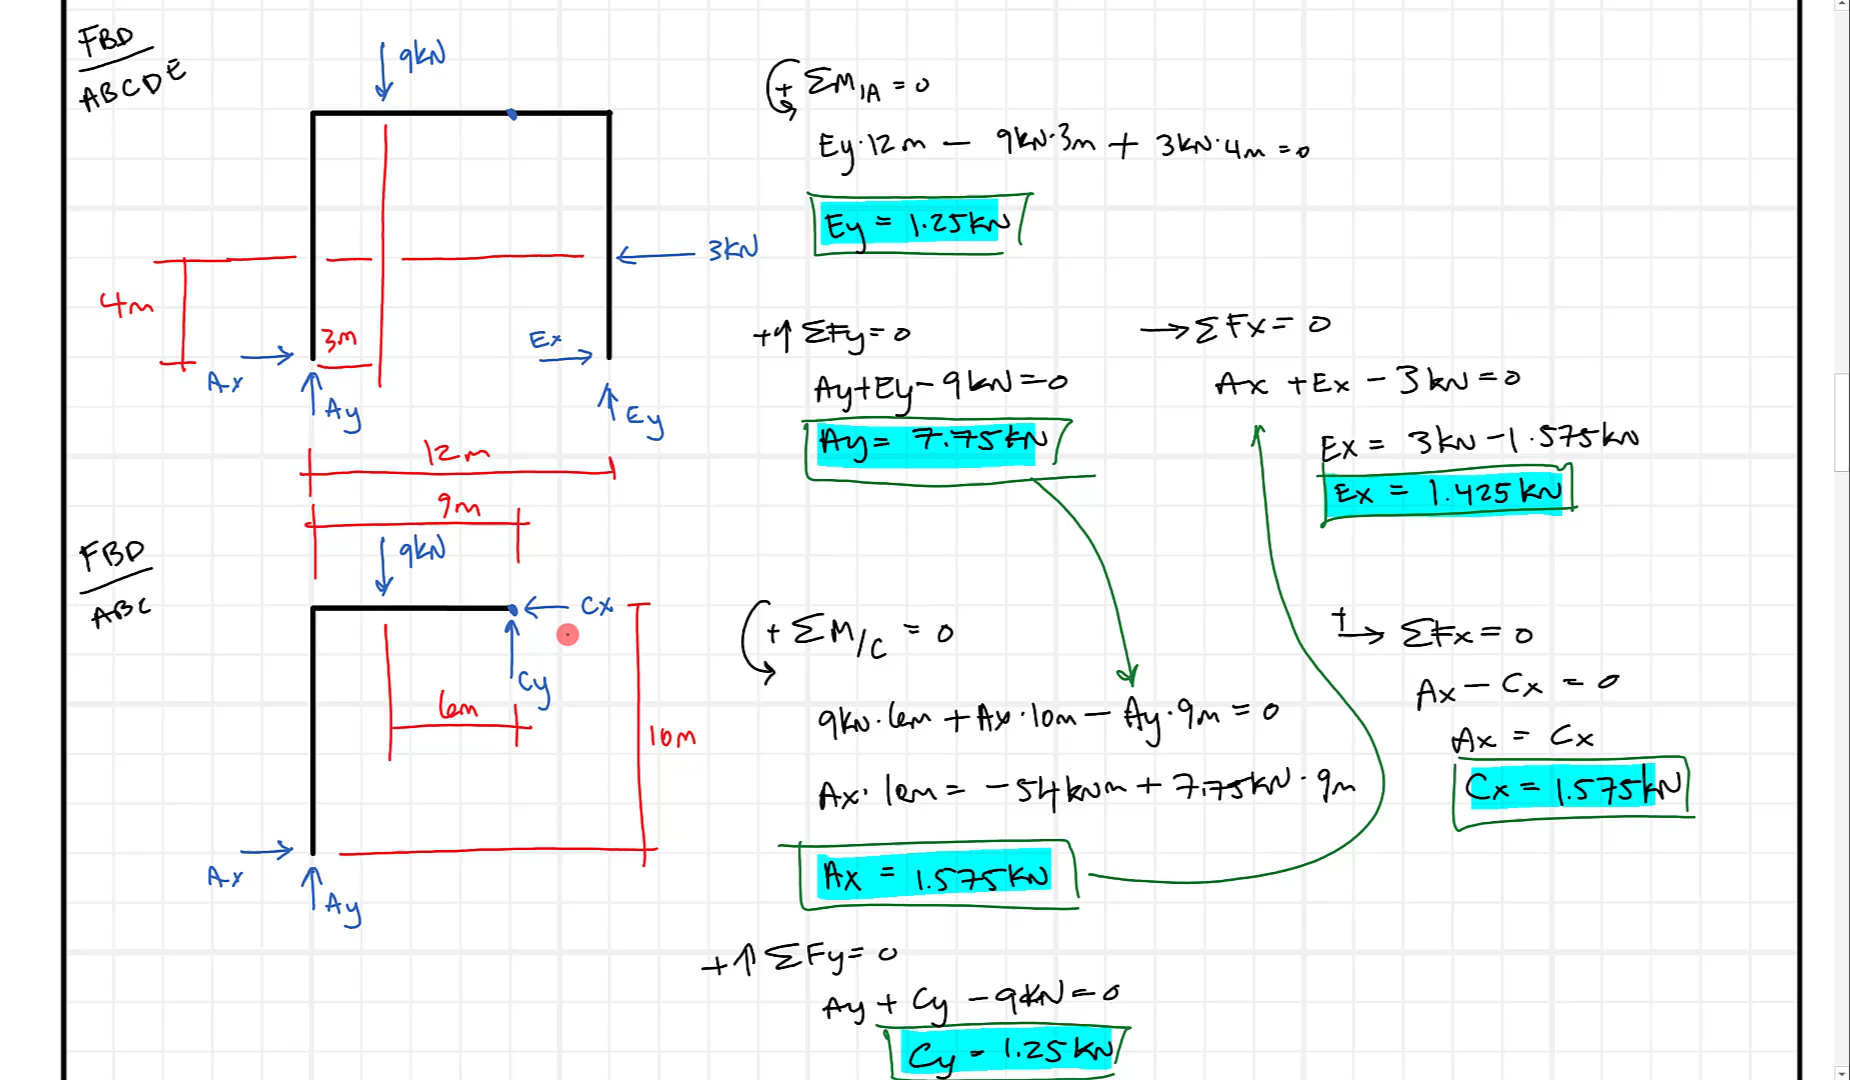 FBD
ABCDE
9kN
3kN
4m
3m
Ax
Ay
Ex
Ey
12m
9m
ΣM/A = 0
+
Ey·12m − 9kN·3m + 3kN·4m = 0
Ey = 1.25kN
+↑ ΣFy = 0
Ay + Ey − 9kN = 0
Ay = 7.75kN
→ ΣFx = 0
Ax + Ex − 3kN = 0
Ex = 3kN − 1.575kN
Ex = 1.425kN
FBD
ABC
9kN
Cx
Cy
6m
10m
Ax
Ay
+ ΣM/C = 0
9kN·6m + Ax·10m − Ay·9m = 0
Ax·10m = −54kNm + 7.75kN·9m
Ax = 1.575kN
+→ ΣFx = 0
Ax − Cx = 0
Ax = Cx
Cx = 1.575kN
+↑ ΣFy = 0
Ay + Cy − 9kN = 0
Cy = 1.25kN